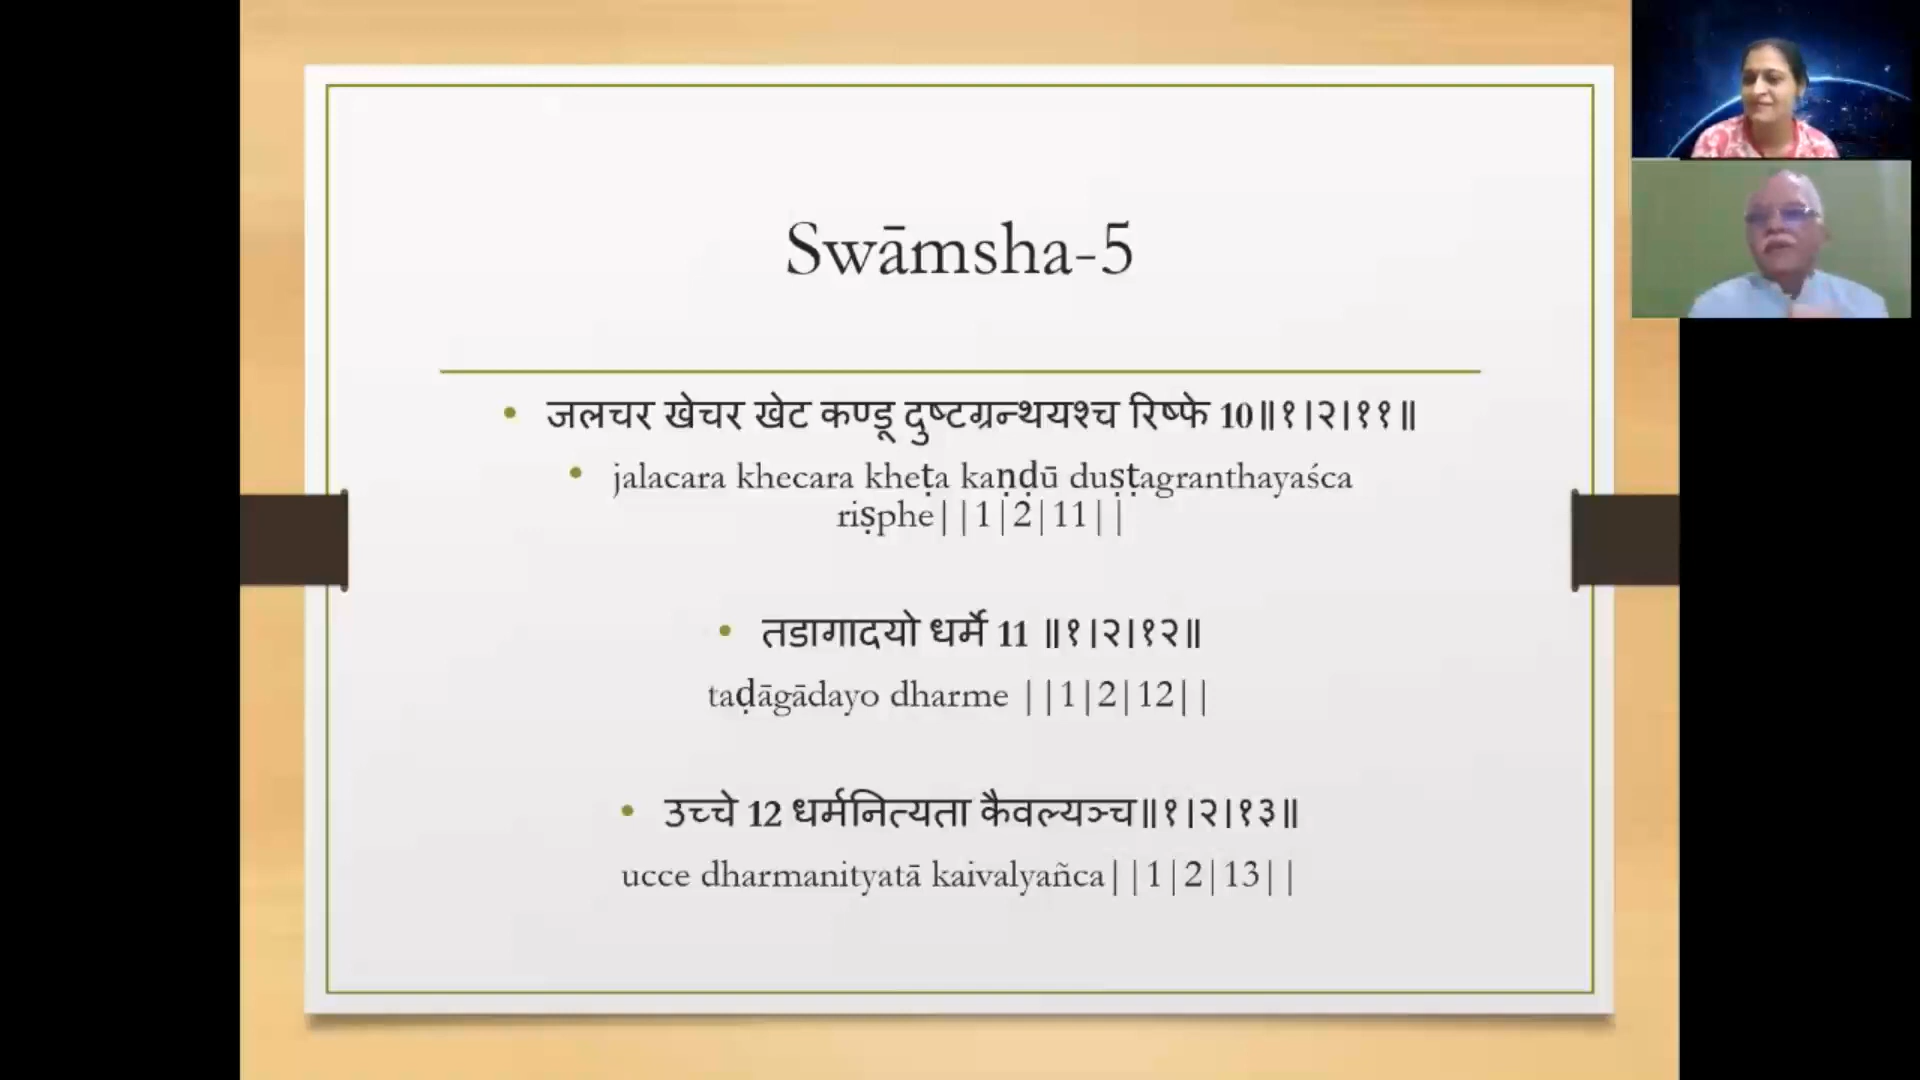 Swāmsha-5
• जलचर खेचर खेट कण्डू दुष्टग्रन्थयश्च रिष्फे 10॥१।२।११॥
• jalacara khecara kheṭa kaṇḍū duṣṭagranthayaśca
riṣphe||1|2|11||
• तडागादयो धर्मे 11 ॥१।२।१२॥
taḍāgādayo dharme ||1|2|12||
• उच्चे 12 धर्मनित्यता कैवल्यञ्च॥१।२।१३॥
ucce dharmanityatā kaivalyañca||1|2|13||